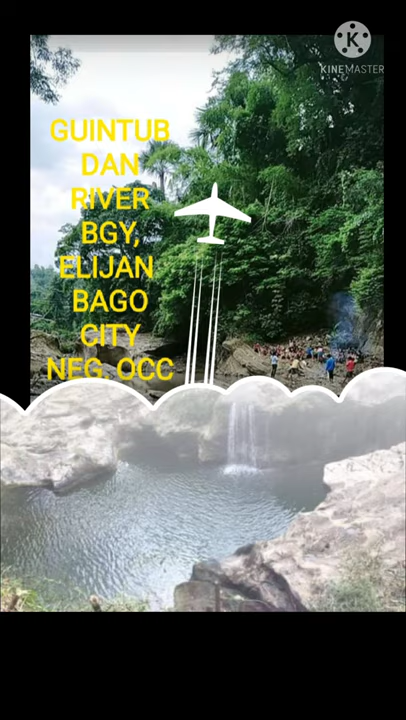 KINEMASTER
GUINTUB
DAN
RIVER
BGY,
ELIJAN
BAGO
CITY
NEG, OCC